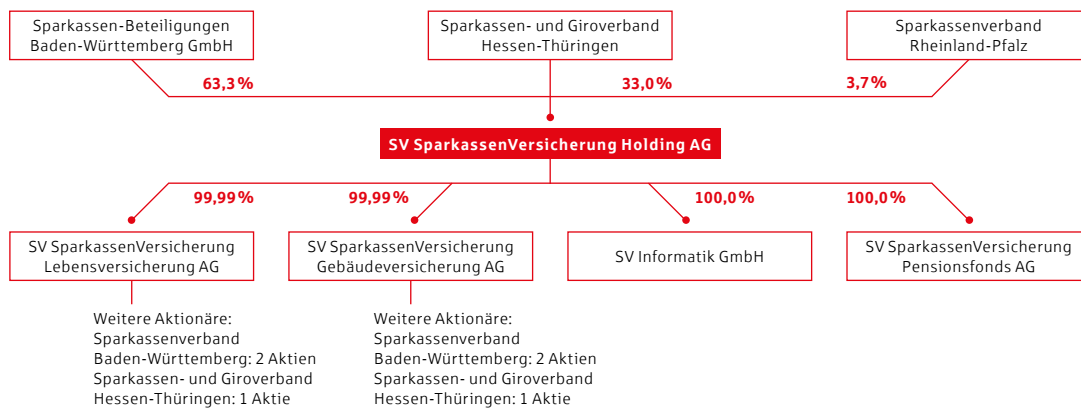 Sparkassen-Beteiligungen
Baden-Württemberg GmbH
Sparkassen- und Giroverband
Hessen-Thüringen
Sparkassenverband
Rheinland-Pfalz
63,3%
33,0%
3,7%
SV SparkassenVersicherung Holding AG
99,99%
99,99%
100,0%
100,0%
SV SparkassenVersicherung
Lebensversicherung AG
SV SparkassenVersicherung
Gebäudeversicherung AG
SV Informatik GmbH
SV SparkassenVersicherung
Pensionsfonds AG
Weitere Aktionäre:
Sparkassenverband
Baden-Württemberg: 2 Aktien
Sparkassen- und Giroverband
Hessen-Thüringen: 1 Aktie
Weitere Aktionäre:
Sparkassenverband
Baden-Württemberg: 2 Aktien
Sparkassen- und Giroverband
Hessen-Thüringen: 1 Aktie